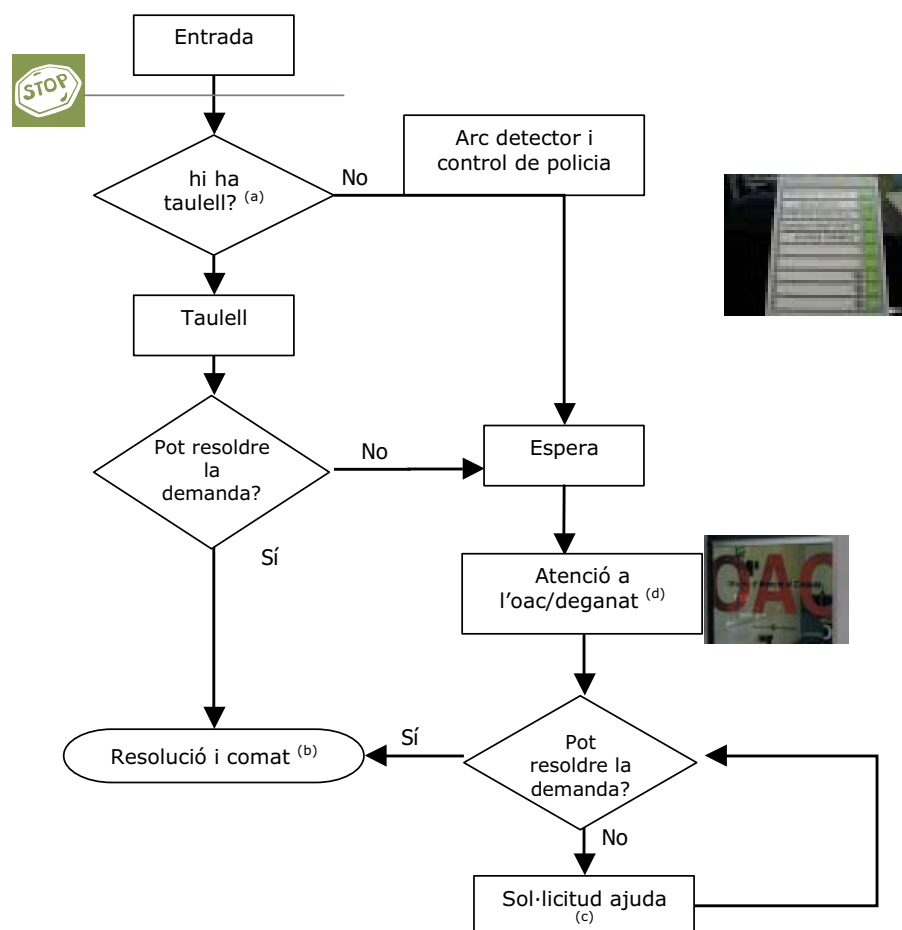 Entrada
STOP
Arc detector i
control de policia
hi ha
taulell? (a)
No
Taulell
Pot resoldre
la
demanda?
No
Espera
Sí
Atenció a
l'oac/deganat (d)
OAC
Resolució i comat (b)
Sí
Pot
resoldre la
demanda?
No
Sol·licitud ajuda
(c)